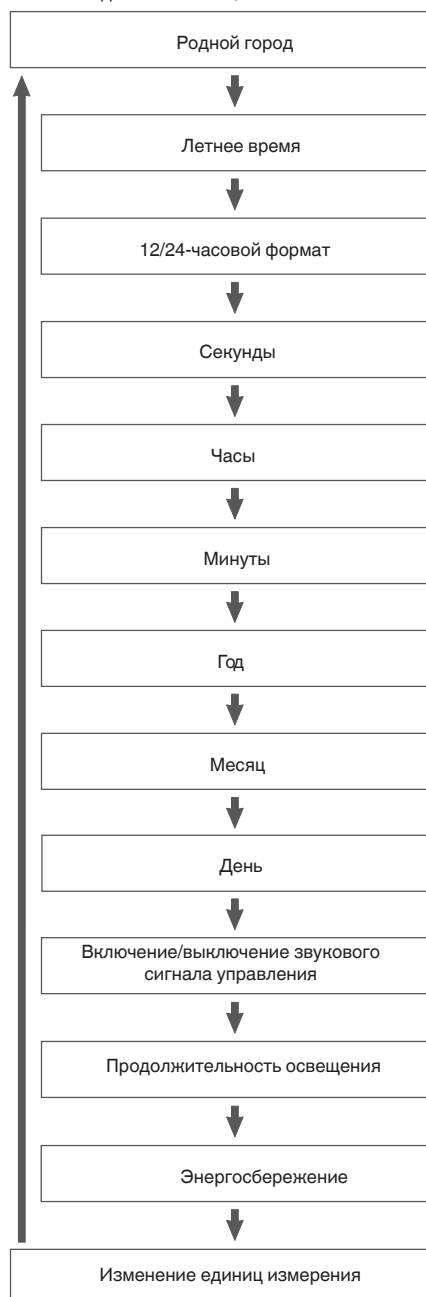 Родной город
Летнее время
12/24-часовой формат
Секунды
Часы
Минуты
Год
Месяц
День
Включение/выключение звукового
сигнала управления
Продолжительность освещения
Энергосбережение
Изменение единиц измерения